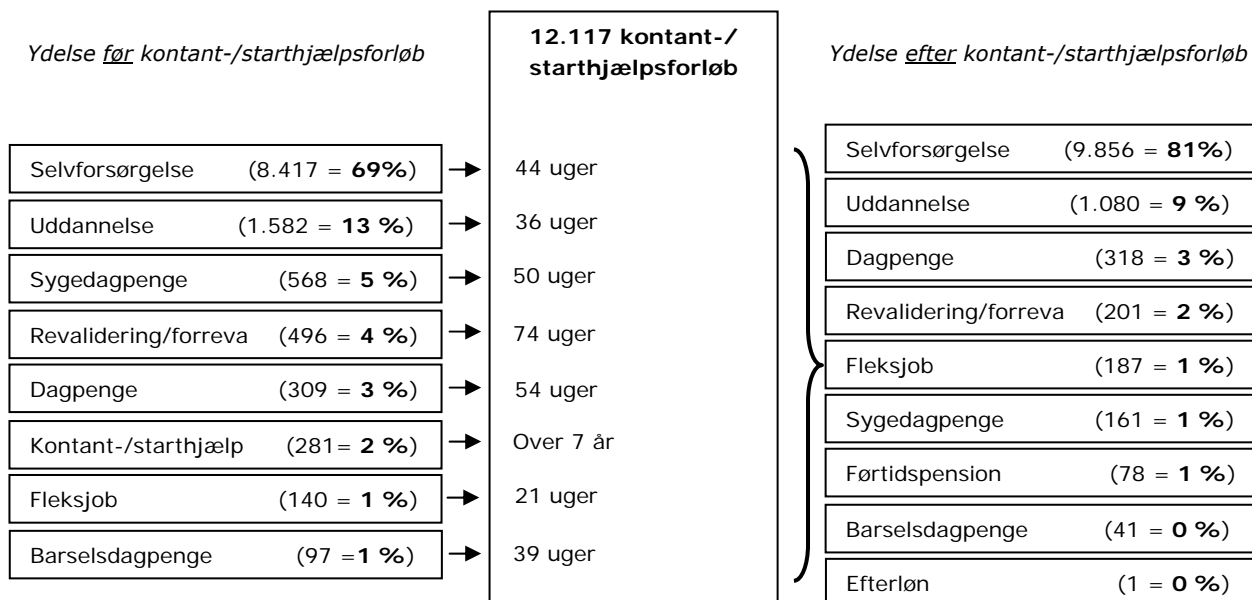 Ydelse før kontant-/starthjælpsforløb
12.117 kontant-/
starthjælpsforløb
Ydelse efter kontant-/starthjælpsforløb
Selvforsørgelse (8.417 = 69%)
44 uger
Uddannelse (1.582 = 13 %)
36 uger
Sygedagpenge (568 = 5 %)
50 uger
Revalidering/forreva (496 = 4 %)
74 uger
Dagpenge (309 = 3 %)
54 uger
Kontant-/starthjælp (281= 2 %)
Over 7 år
Fleksjob (140 = 1 %)
21 uger
Barselsdagpenge (97 =1 %)
39 uger
Selvforsørgelse (9.856 = 81%)
Uddannelse (1.080 = 9 %)
Dagpenge (318 = 3 %)
Revalidering/forreva (201 = 2 %)
Fleksjob (187 = 1 %)
Sygedagpenge (161 = 1 %)
Førtidspension (78 = 1 %)
Barselsdagpenge (41 = 0 %)
Efterløn (1 = 0 %)